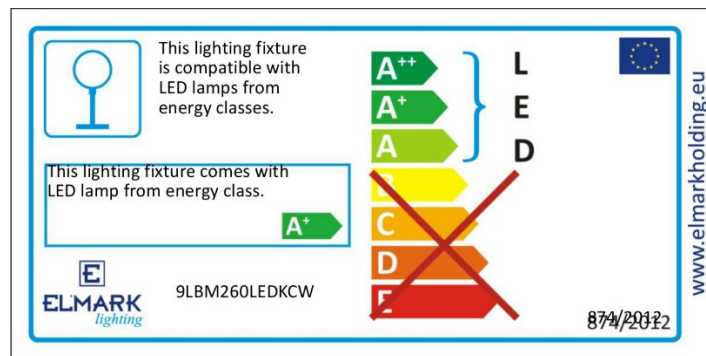 This lighting fixture
is compatible with
LED lamps from
energy classes.
A++
A+
A
B
C
D
E
L
E
D
This lighting fixture comes with
LED lamp from energy class.
A+
E
ELMARK
lighting
9LBM260LEDKCW
874/2012
874/2012
www.elmarkholding.eu